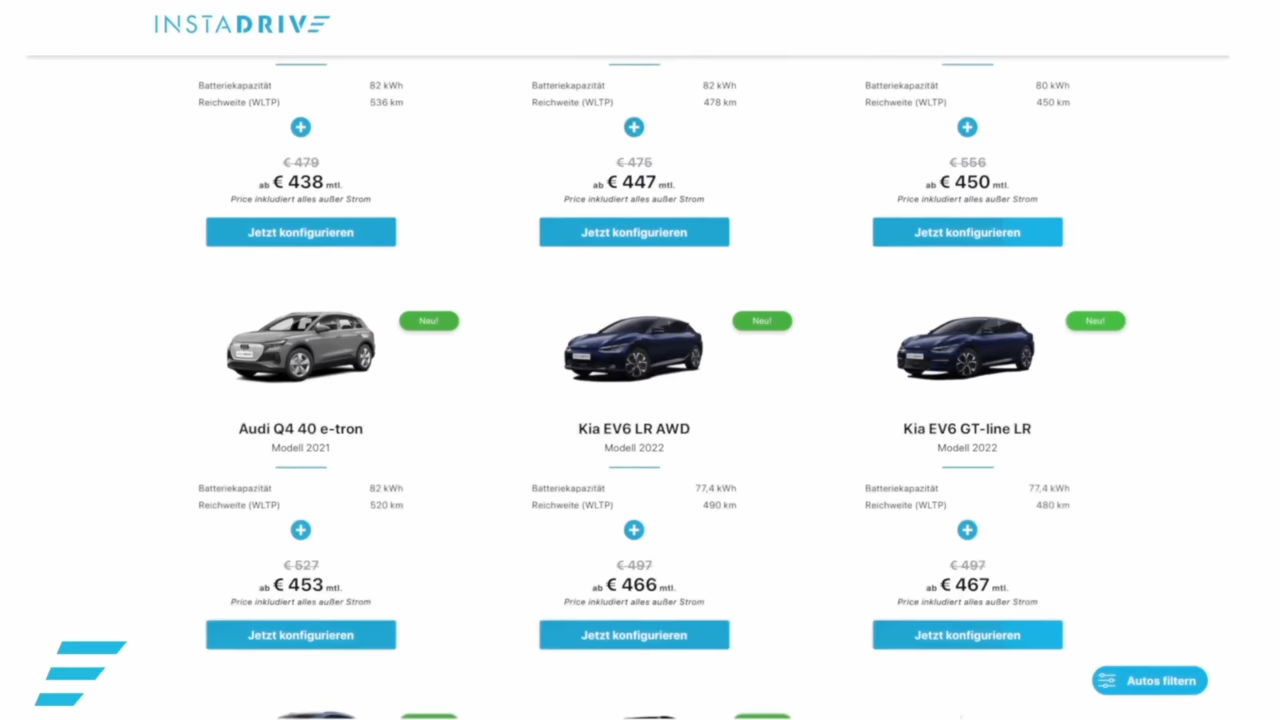 INSTADRIVE
Batteriekapazität 82 kWh
Reichweite (WLTP) 536 km
€ 479
ab € 438 mtl.
Price inkludiert alles außer Strom
Jetzt konfigurieren
Batteriekapazität 82 kWh
Reichweite (WLTP) 478 km
€ 475
ab € 447 mtl.
Price inkludiert alles außer Strom
Jetzt konfigurieren
Batteriekapazität 80 kWh
Reichweite (WLTP) 450 km
€ 556
ab € 450 mtl.
Price inkludiert alles außer Strom
Jetzt konfigurieren
Neu!
Audi Q4 40 e-tron
Modell 2021
Batteriekapazität 82 kWh
Reichweite (WLTP) 520 km
€ 527
ab € 453 mtl.
Price inkludiert alles außer Strom
Jetzt konfigurieren
Neu!
Kia EV6 LR AWD
Modell 2022
Batteriekapazität 77,4 kWh
Reichweite (WLTP) 490 km
€ 497
ab € 466 mtl.
Price inkludiert alles außer Strom
Jetzt konfigurieren
Neu!
Kia EV6 GT-line LR
Modell 2022
Batteriekapazität 77,4 kWh
Reichweite (WLTP) 480 km
€ 497
ab € 467 mtl.
Price inkludiert alles außer Strom
Jetzt konfigurieren
Autos filtern